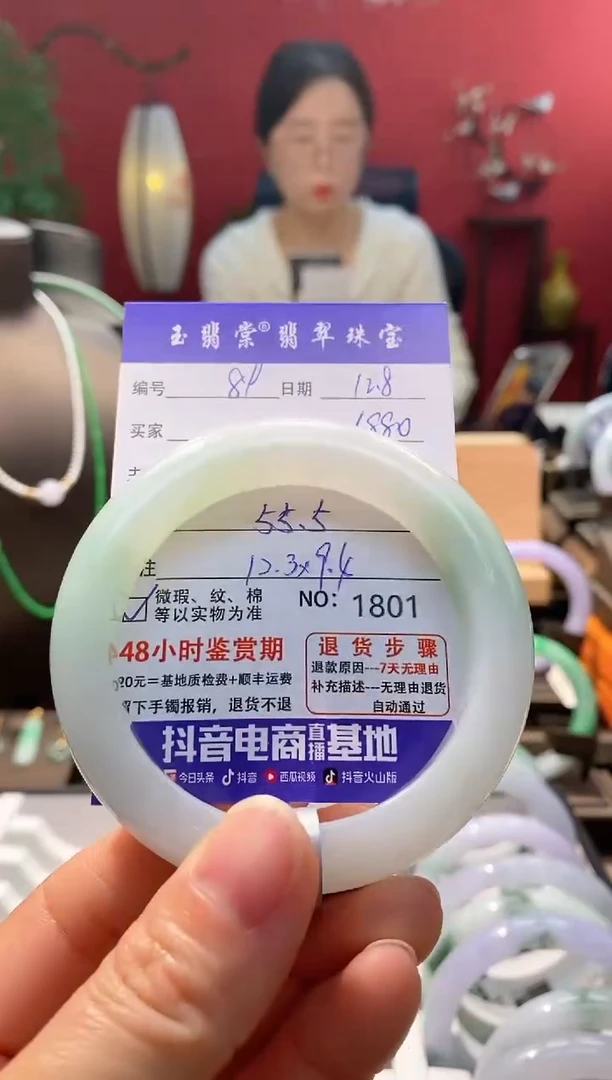 玉翡棠®翡翠珠宝
编号 日期 12.8
买家 1880
55.5
注 12.3x9.4
微瑕、纹、棉
等以实物为准
NO: 1801
48小时鉴赏期
20元=基地质检费+顺丰运费
留下手镯报销，退货不退
退货步骤
退款原因---7天无理由
补充描述---无理由退货
自动通过
抖音电商直播基地
今日头条 抖音 西瓜视频 抖音火山版